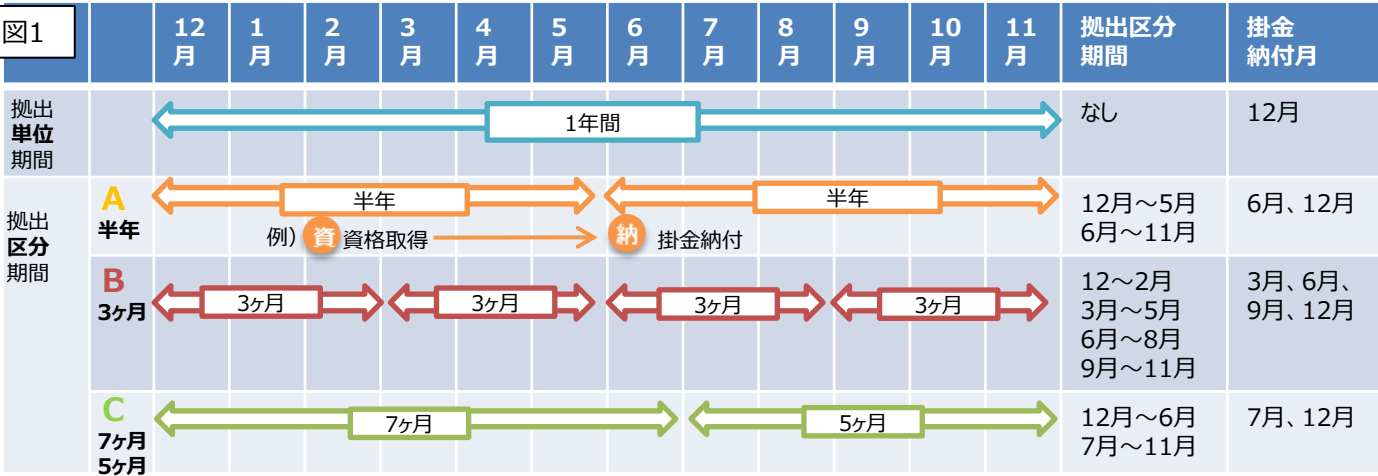 図1
12月 1月 2月 3月 4月 5月 6月 7月 8月 9月 10月 11月 拠出区分期間 掛金納付月
拠出
単位
期間
1年間
なし
12月
拠出
区分
期間
A
半年
半年
半年
12月～5月
6月～11月
6月、12月
例) 資 資格取得 納 掛金納付
B
3ヶ月
3ヶ月
3ヶ月
3ヶ月
3ヶ月
12～2月
3月～5月
6月～8月
9月～11月
3月、6月、
9月、12月
C
7ヶ月
5ヶ月
7ヶ月
5ヶ月
12月～6月
7月～11月
7月、12月